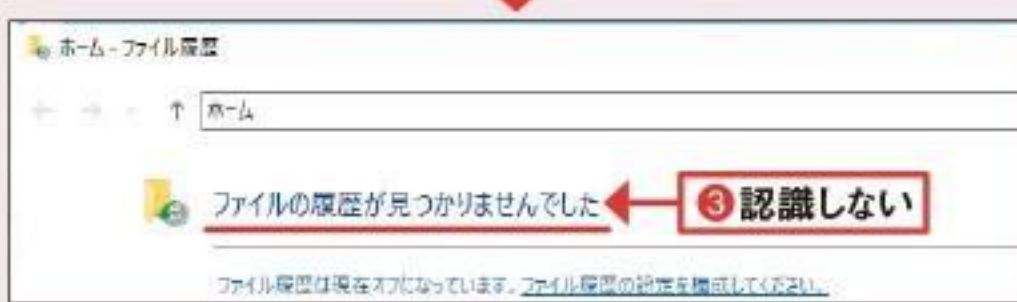 ホーム - ファイル履歴
ホーム
ファイルの履歴が見つかりませんでした
❸認識しない
ファイル履歴は現在オフになっています。ファイル履歴の設定を構成してください。